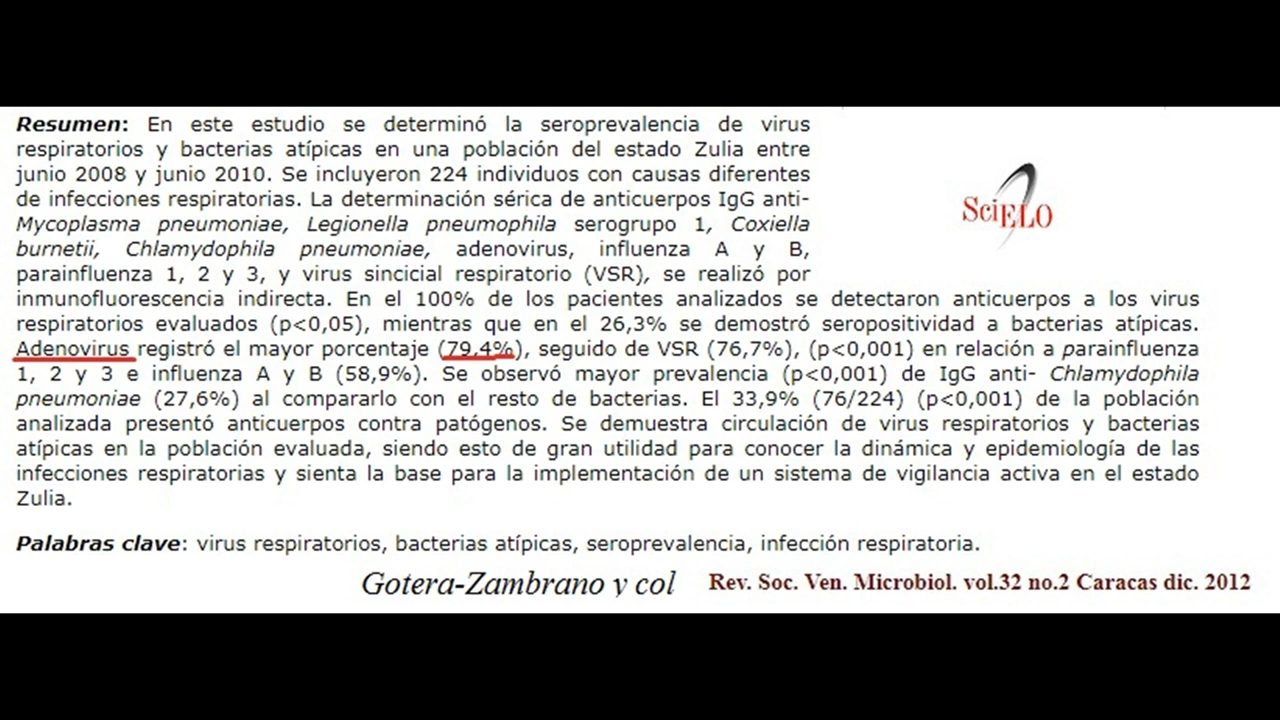 Resumen: En este estudio se determinó la seroprevalencia de virus
respiratorios y bacterias atípicas en una población del estado Zulia entre
junio 2008 y junio 2010. Se incluyeron 224 individuos con causas diferentes
de infecciones respiratorias. La determinación sérica de anticuerpos IgG anti-
Mycoplasma pneumoniae, Legionella pneumophila serogrupo 1, Coxiella
burnetii, Chlamydophila pneumoniae, adenovirus, influenza A y B,
parainfluenza 1, 2 y 3, y virus sincicial respiratorio (VSR), se realizó por
SciELO
inmunofluorescencia indirecta. En el 100% de los pacientes analizados se detectaron anticuerpos a los virus
respiratorios evaluados (p<0,05), mientras que en el 26,3% se demostró seropositividad a bacterias atípicas.
Adenovirus registró el mayor porcentaje (79,4%), seguido de VSR (76,7%), (p<0,001) en relación a parainfluenza
1, 2 y 3 e influenza A y B (58,9%). Se observó mayor prevalencia (p<0,001) de IgG anti- Chlamydophila
pneumoniae (27,6%) al compararlo con el resto de bacterias. El 33,9% (76/224) (p<0,001) de la población
analizada presentó anticuerpos contra patógenos. Se demuestra circulación de virus respiratorios y bacterias
atípicas en la población evaluada, siendo esto de gran utilidad para conocer la dinámica y epidemiología de las
infecciones respiratorias y sienta la base para la implementación de un sistema de vigilancia activa en el estado
Zulia.
Palabras clave: virus respiratorios, bacterias atípicas, seroprevalencia, infección respiratoria.
Gotera-Zambrano y col
Rev. Soc. Ven. Microbiol. vol.32 no.2 Caracas dic. 2012